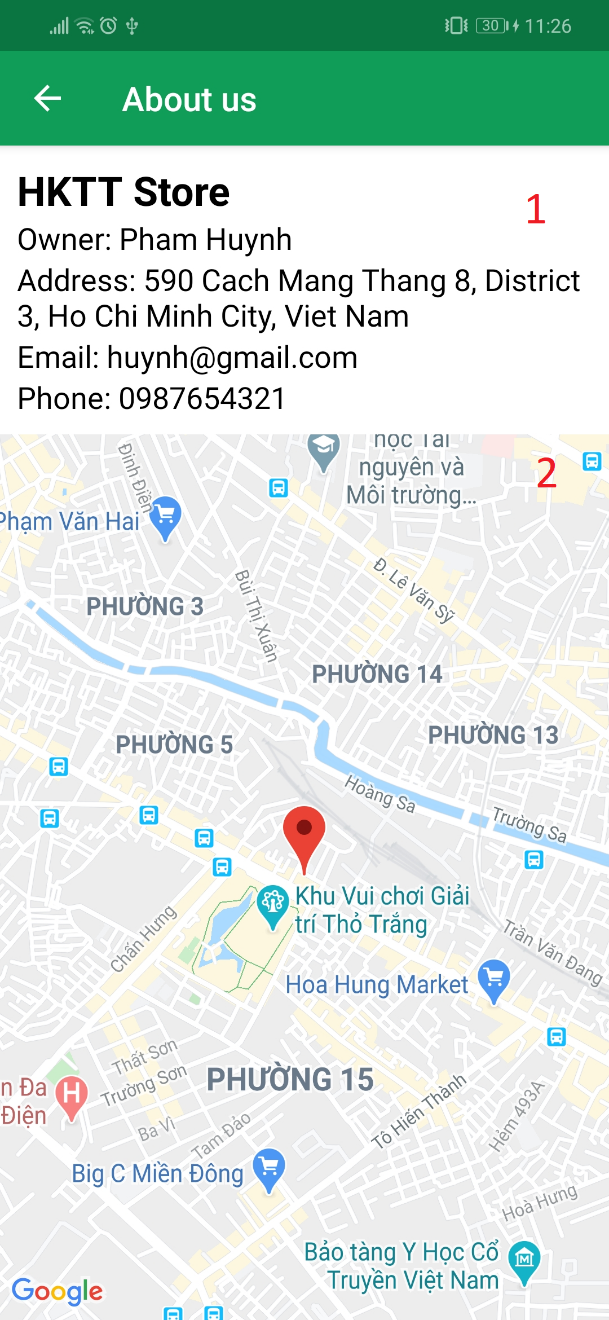 30 11:26
About us
HKTT Store
1
Owner: Pham Huynh
Address: 590 Cach Mang Thang 8, District
3, Ho Chi Minh City, Viet Nam
Email: huynh@gmail.com
Phone: 0987654321
học Tài
nguyên và
Môi trường...
2
Đinh Điền
Phạm Văn Hai
Đ. Lê Văn Sỹ
Bùi Thị Xuân
PHƯỜNG 3
PHƯỜNG 14
PHƯỜNG 13
PHƯỜNG 5
Hoàng Sa
Trường Sa
Khu Vui chơi Giải
trí Thỏ Trắng
Chấn Hưng
Trần Văn Đang
Hoa Hung Market
Thất Sơn
Trường Sơn
PHƯỜNG 15
n Đa
Điện
H
Tô Hiến Thành
Hẻm 493A
Ba Vì
Tam Đảo
Big C Miền Đông
Hoà Hưng
Bảo tàng Y Học Cổ
Truyền Việt Nam
M
Google